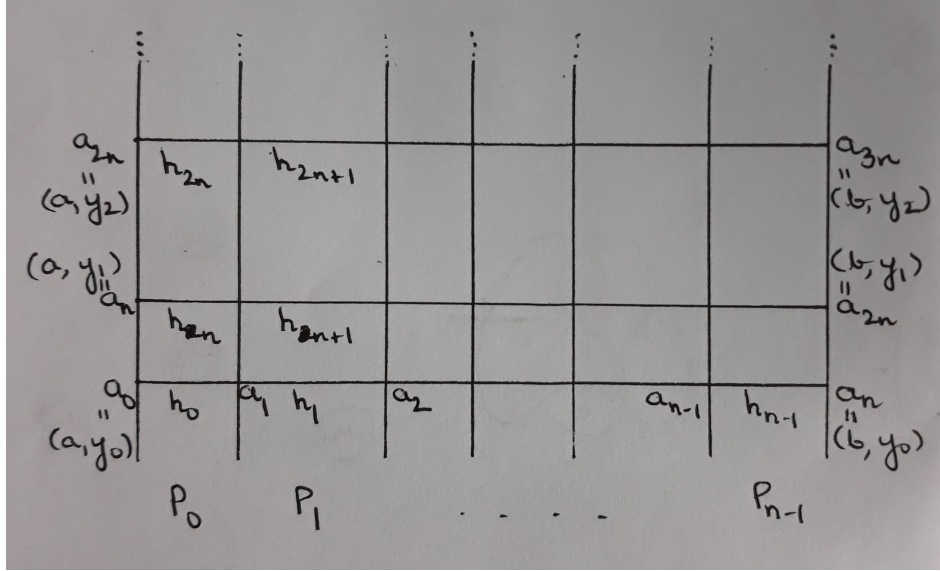 a₂ₙ h₂ₙ h₂ₙ₊₁ a₃ₙ
= =
(a, y₂) (b, y₂)
(a, y₁) (b, y₁)
= =
aₙ hₙ hₙ₊₁ a₂ₙ
a₀ h₀ a₁ h₁ a₂ aₙ₋₁ hₙ₋₁ aₙ
= =
(a, y₀) (b, y₀)
P₀ P₁ . . . . Pₙ₋₁